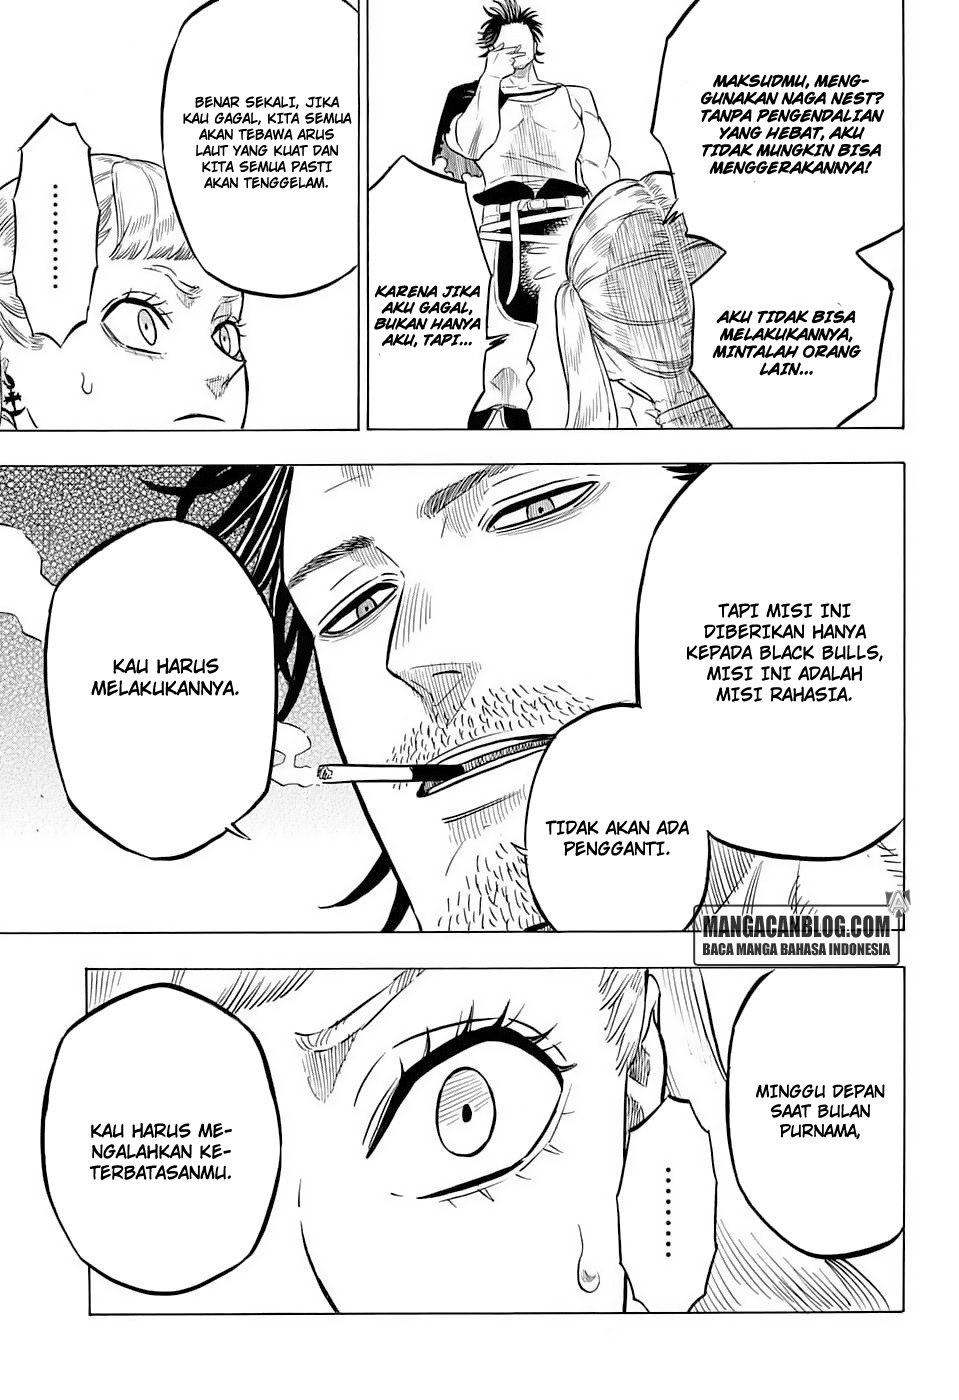 MAKSUDMU, MENG-
GUNAKAN NAGA NEST?
TANPA PENGENDALIAN
YANG HEBAT, AKU
TIDAK MUNGKIN BISA
MENGGERAKANNYA!
AKU TIDAK BISA
MELAKUKANNYA,
MINTALAH ORANG
LAIN...
KARENA JIKA
AKU GAGAL,
BUKAN HANYA
AKU, TAPI...
BENAR SEKALI, JIKA
KAU GAGAL, KITA SEMUA
AKAN TEBAWA ARUS
LAUT YANG KUAT DAN
KITA SEMUA PASTI
AKAN TENGGELAM.
........
TAPI MISI INI
DIBERIKAN HANYA
KEPADA BLACK BULLS,
MISI INI ADALAH
MISI RAHASIA.
TIDAK AKAN ADA
PENGGANTI.
KAU HARUS
MELAKUKANNYA.
MANGACANBLOG.COM
BACA MANGA BAHASA INDONESIA
MINGGU DEPAN
SAAT BULAN
PURNAMA,
........
KAU HARUS ME-
NGALAHKAN KE-
TERBATASANMU.